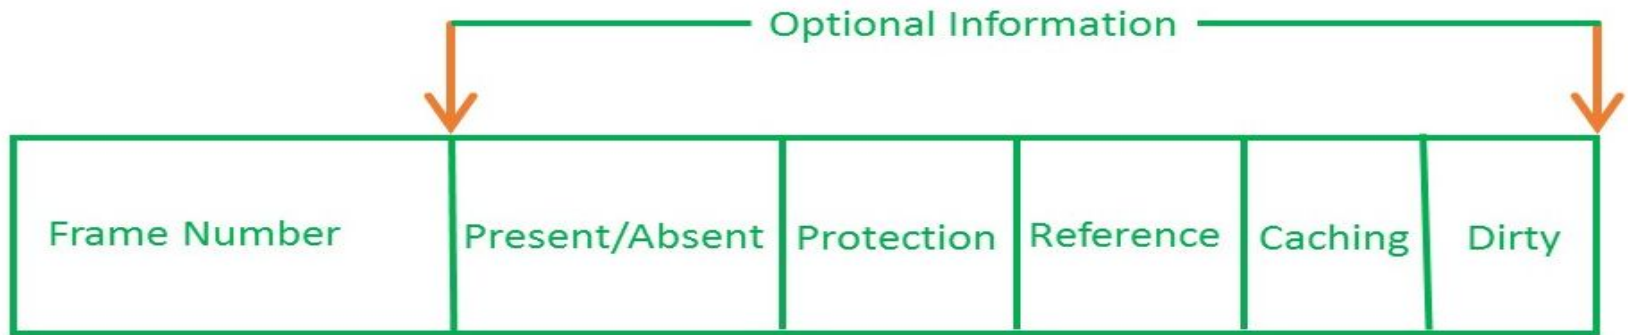 Optional Information
Frame Number Present/Absent Protection Reference Caching Dirty